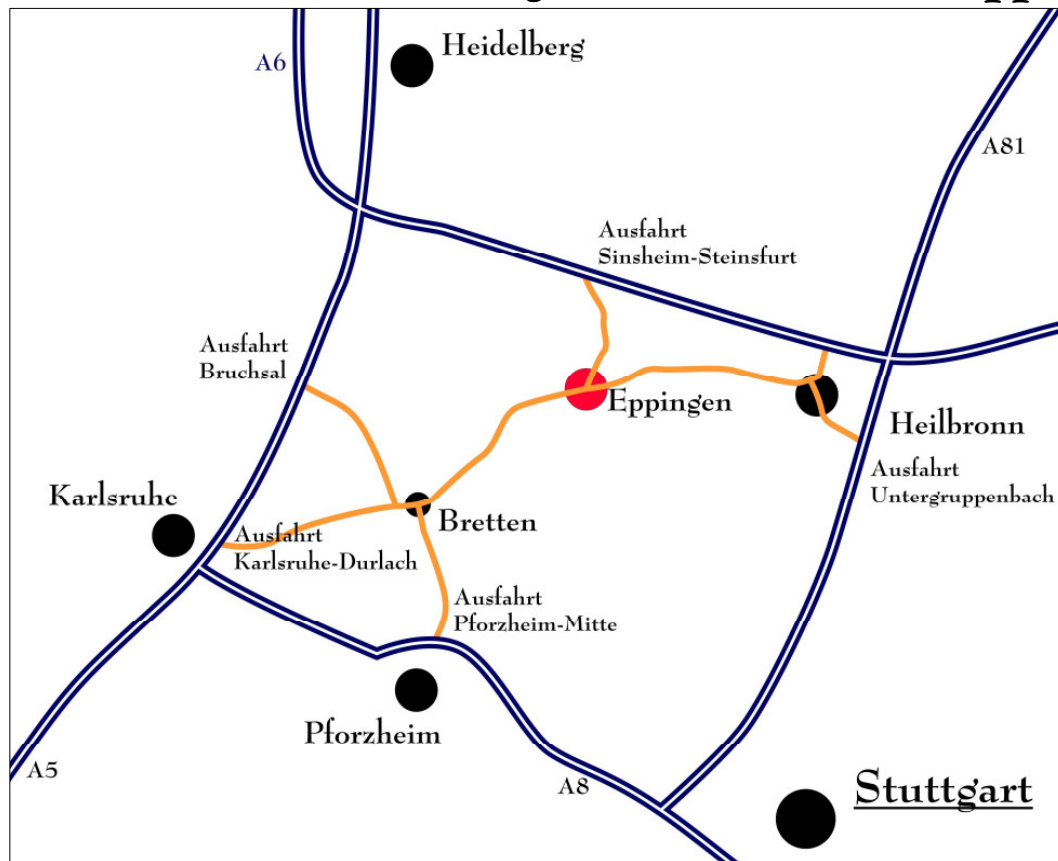 Heidelberg
A6
A81
Ausfahrt
Sinsheim-Steinsfurt
Ausfahrt
Bruchsal
Eppingen
Heilbronn
Ausfahrt
Untergruppenbach
Karlsruhe
Bretten
Ausfahrt
Karlsruhe-Durlach
Ausfahrt
Pforzheim-Mitte
Pforzheim
A5
A8
Stuttgart